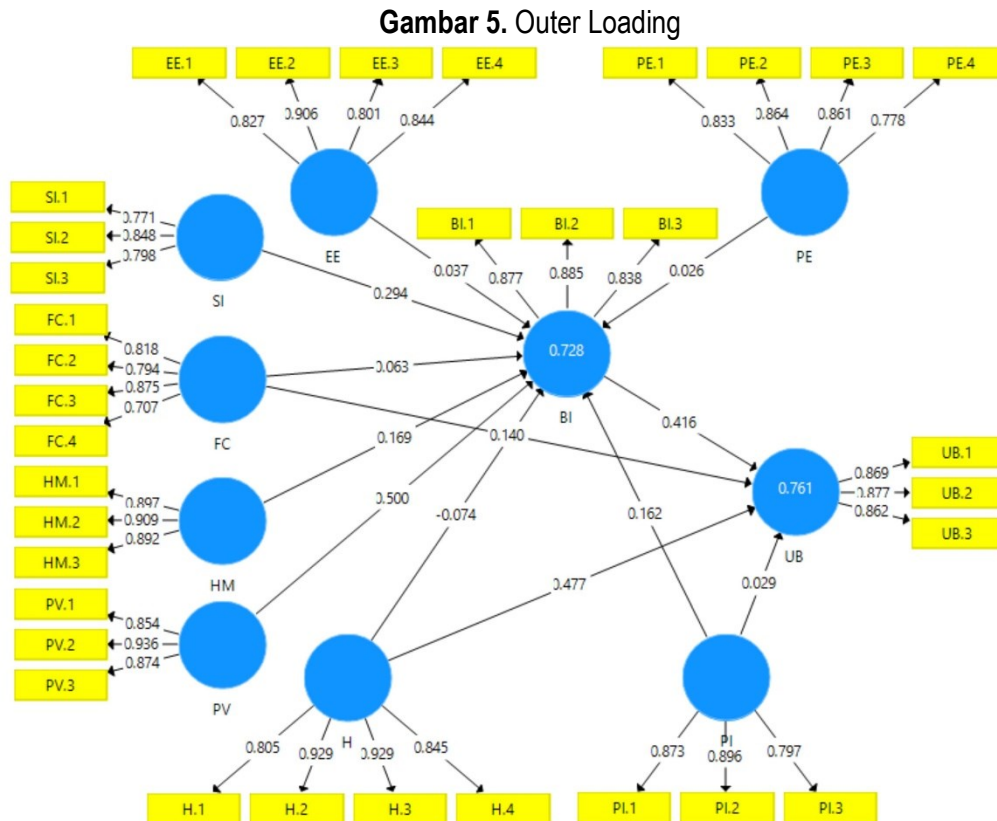 Gambar 5. Outer Loading
EE.1
EE.2
EE.3
EE.4
PE.1
PE.2
PE.3
PE.4
0.827
0.906
0.801
0.844
0.833
0.864
0.861
0.778
SI.1
SI.2
SI.3
0.771
0.848
0.798
SI
EE
BI.1
BI.2
BI.3
PE
0.037
0.877
0.885
0.838
0.026
0.294
FC.1
FC.2
FC.3
FC.4
0.818
0.794
0.875
0.707
FC
0.063
0.728
BI
0.169
0.140
0.416
HM.1
HM.2
HM.3
0.897
0.909
0.892
HM
0.500
-0.074
0.162
0.761
UB
0.869
0.877
0.862
UB.1
UB.2
UB.3
0.477
0.029
PV.1
PV.2
PV.3
0.854
0.936
0.874
PV
H
PI
0.805
0.929
0.929
0.845
0.873
0.896
0.797
H.1
H.2
H.3
H.4
PI.1
PI.2
PI.3